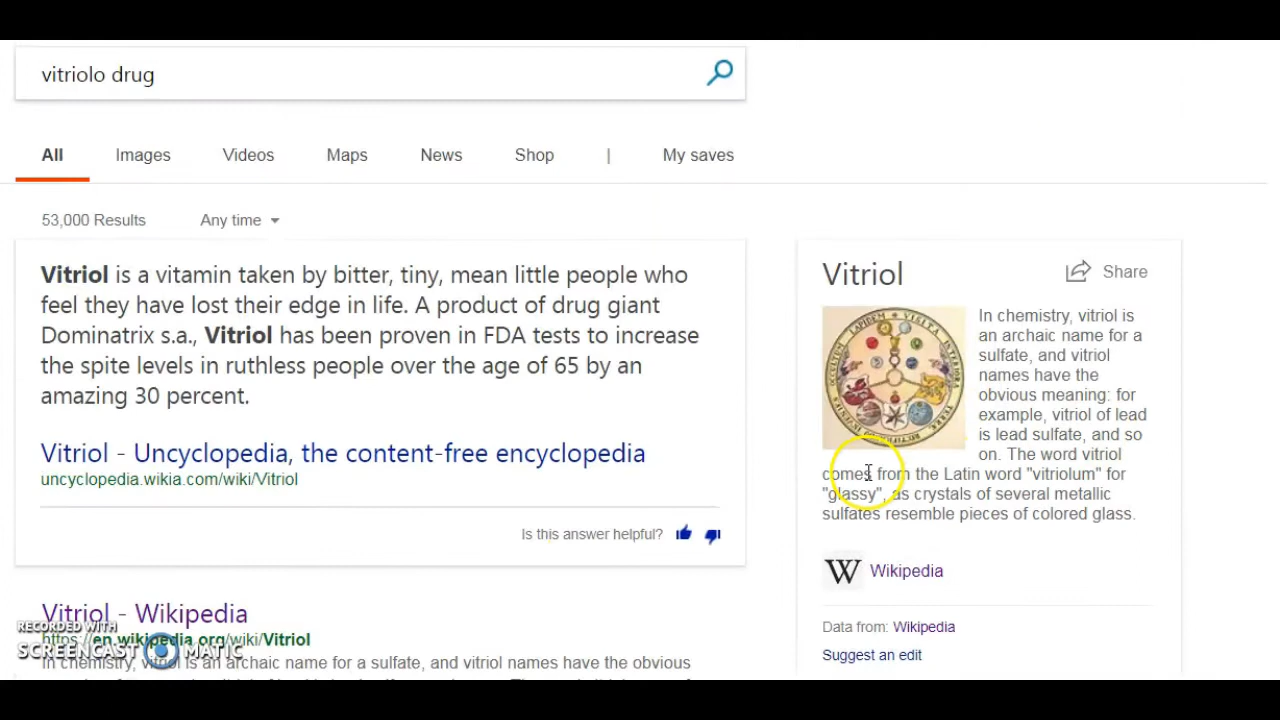 vitriolo drug
All Images Videos Maps News Shop | My saves
53,000 Results Any time
Vitriol is a vitamin taken by bitter, tiny, mean little people who
feel they have lost their edge in life. A product of drug giant
Dominatrix s.a., Vitriol has been proven in FDA tests to increase
the spite levels in ruthless people over the age of 65 by an
amazing 30 percent.
Vitriol - Uncyclopedia, the content-free encyclopedia
uncyclopedia.wikia.com/wiki/Vitriol
Is this answer helpful?
Vitriol - Wikipedia
https://en.wikipedia.org/wiki/Vitriol
In chemistry, vitriol is an archaic name for a sulfate, and vitriol names have the obvious
RECORDED WITH
SCREENCAST MATIC
Vitriol
Share
VISITA INTERIORA
TERRAE RECTIFICANDO
INVENIES
OCCULTUM LAPIDEM
In chemistry, vitriol is
an archaic name for a
sulfate, and vitriol
names have the
obvious meaning: for
example, vitriol of lead
is lead sulfate, and so
on. The word vitriol
comes from the Latin word "vitriolum" for
"glassy", as crystals of several metallic
sulfates resemble pieces of colored glass.
W Wikipedia
Data from: Wikipedia
Suggest an edit